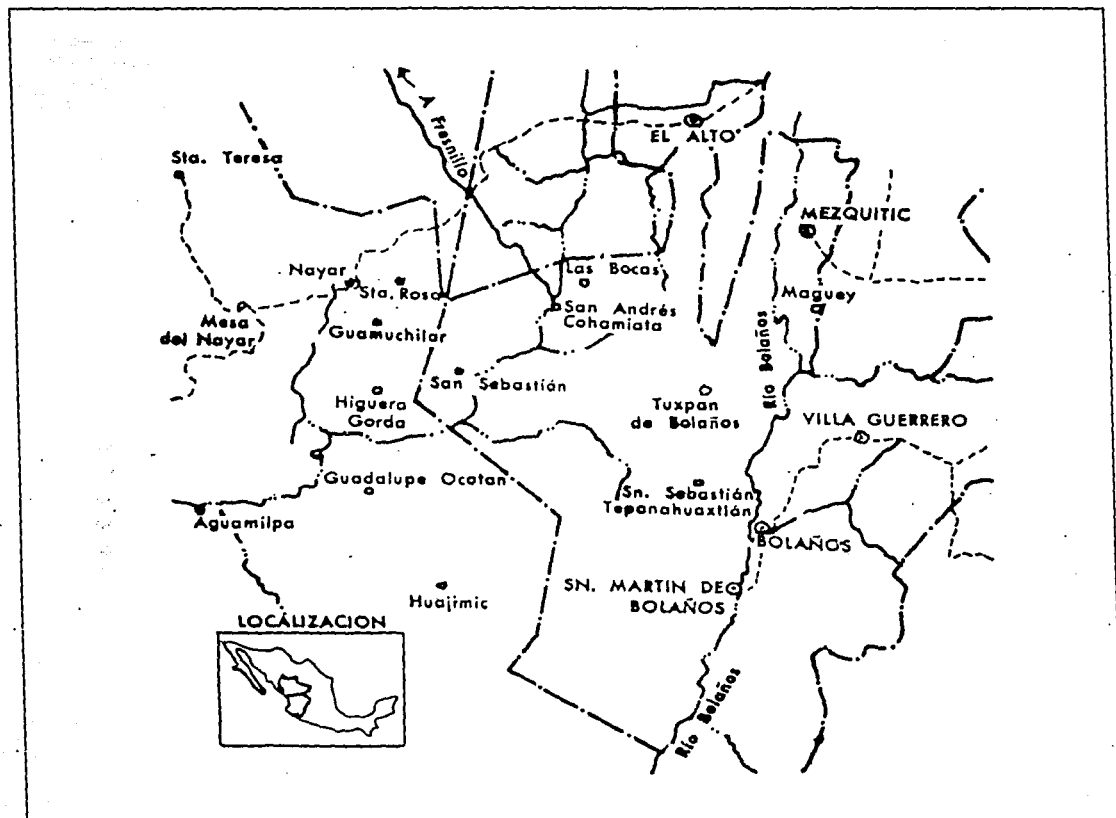 A Fresnillo
EL ALTO
Sta. Teresa
MEZQUITIC
Nayar
Sta. Rosa
Las Bocas
Maguey
Mesa
del Nayar
Guamuchilar
San Andrés
Cohamiata
Río Bolaños
San Sebastián
Higuera
Gorda
Tuxpan
de Bolaños
VILLA GUERRERO
Guadalupe Ocotan
Sn. Sebastián
Tepanahuaxtlán
Aguamilpa
BOLAÑOS
Huajimic
SN. MARTIN DE
BOLAÑOS
LOCALIZACION
Río Bolaños